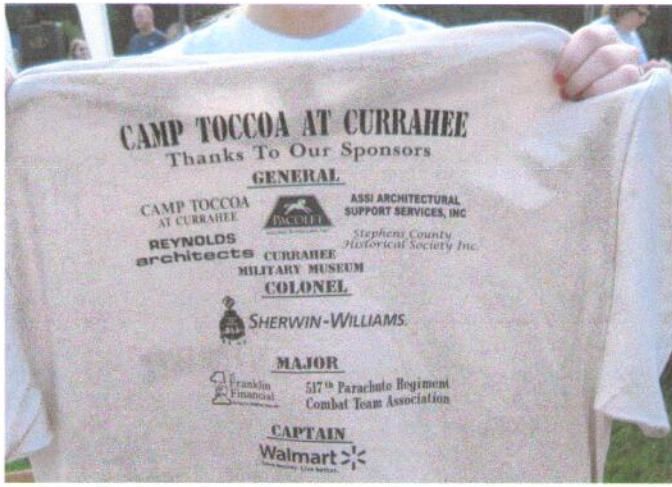 CAMP TOCCOA AT CURRAHEE
Thanks To Our Sponsors
GENERAL
CAMP TOCCOA
AT CURRAHEE
PACOLET
ASSI ARCHITECTURAL
SUPPORT SERVICES, INC
REYNOLDS
architects
Stephens County
Historical Society Inc.
CURRAHEE
MILITARY MUSEUM
COLONEL
SHERWIN-WILLIAMS.
MAJOR
1st
Franklin
Financial
517th Parachute Regiment
Combat Team Association
CAPTAIN
Walmart
Save money. Live better.